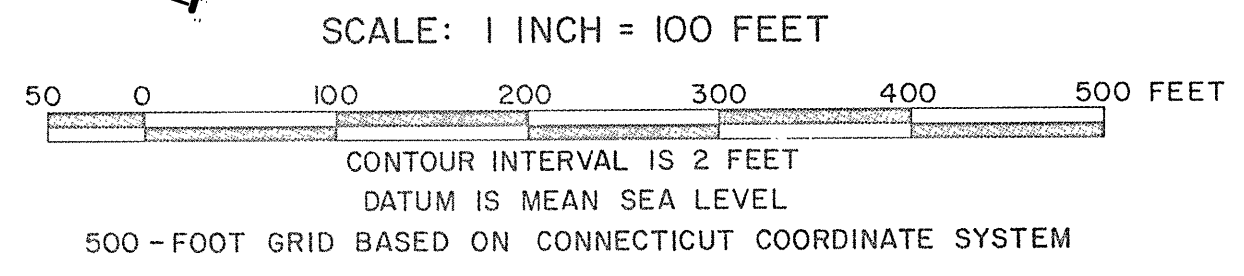 SCALE: 1 INCH = 100 FEET
50 0 100 200 300 400 500 FEET
CONTOUR INTERVAL IS 2 FEET
DATUM IS MEAN SEA LEVEL
500-FOOT GRID BASED ON CONNECTICUT COORDINATE SYSTEM